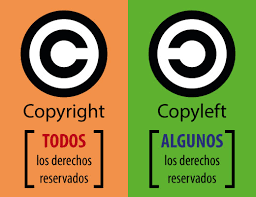 Copyright
TODOS
los derechos
reservados
Copyleft
ALGUNOS
los derechos
reservados